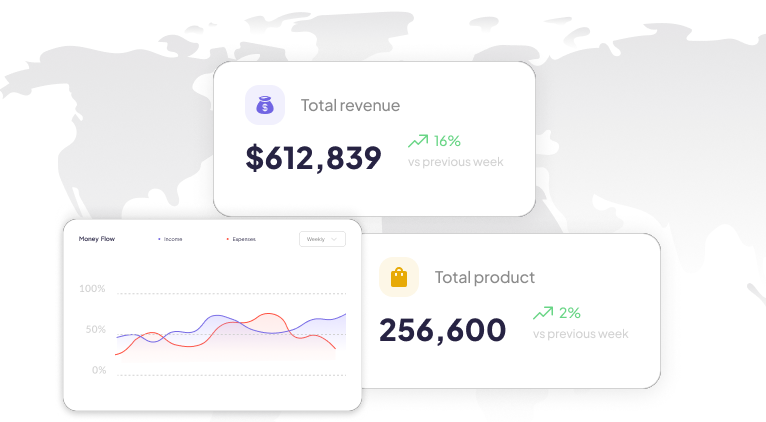 Total revenue
$612,839
16%
vs previous week
Money Flow
Income
Expenses
Weekly
100%
50%
0%
Total product
256,600
2%
vs previous week